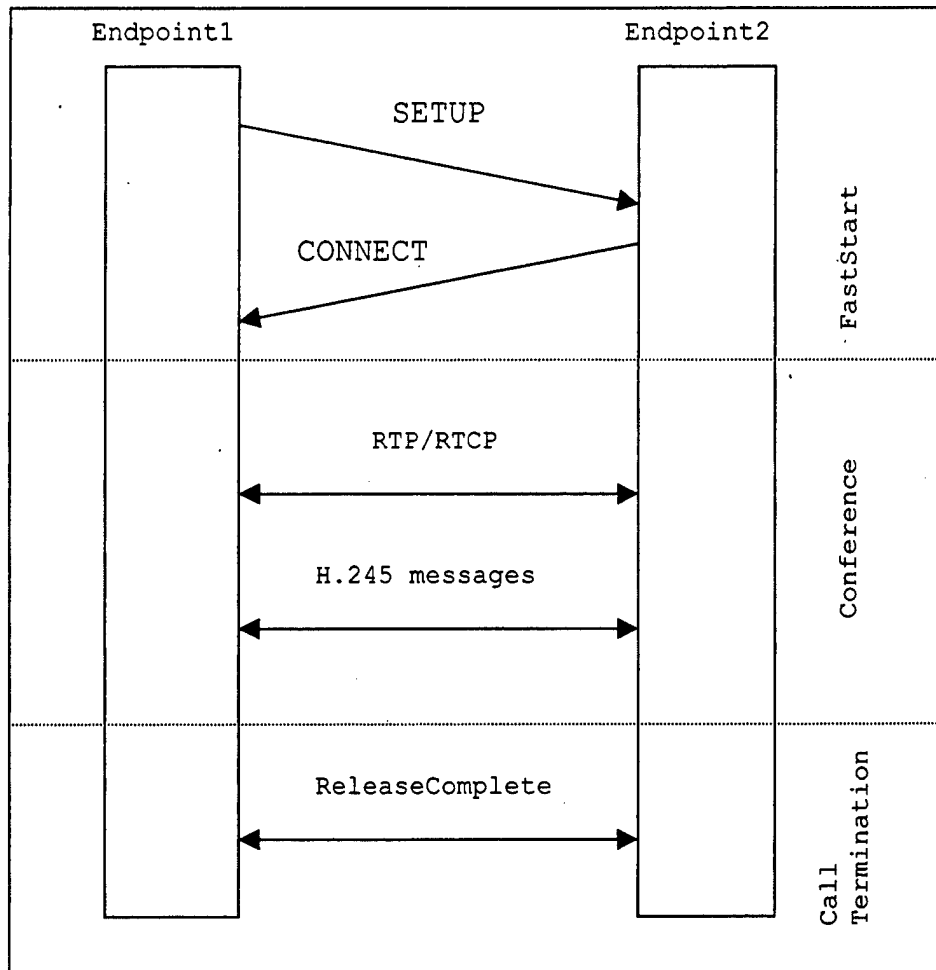 Endpoint1
Endpoint2
SETUP
CONNECT
FastStart
RTP/RTCP
H.245 messages
Conference
ReleaseComplete
Call
Termination